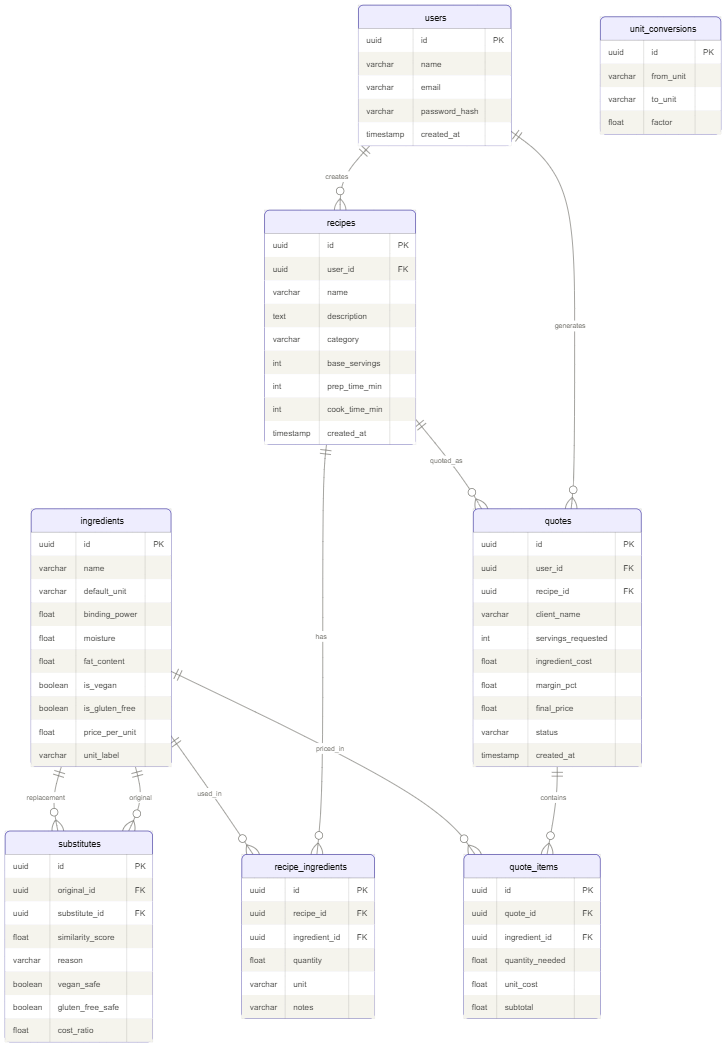 users
uuid id PK
varchar name
varchar email
varchar password_hash
timestamp created_at
unit_conversions
uuid id PK
varchar from_unit
varchar to_unit
float factor
creates
generates
recipes
uuid id PK
uuid user_id FK
varchar name
text description
varchar category
int base_servings
int prep_time_min
int cook_time_min
timestamp created_at
quoted_as
has
ingredients
uuid id PK
varchar name
varchar default_unit
float binding_power
float moisture
float fat_content
boolean is_vegan
boolean is_gluten_free
float price_per_unit
varchar unit_label
quotes
uuid id PK
uuid user_id FK
uuid recipe_id FK
varchar client_name
int servings_requested
float ingredient_cost
float margin_pct
float final_price
varchar status
timestamp created_at
priced_in
replacement
original
used_in
contains
substitutes
uuid id PK
uuid original_id FK
uuid substitute_id FK
float similarity_score
varchar reason
boolean vegan_safe
boolean gluten_free_safe
float cost_ratio
recipe_ingredients
uuid id PK
uuid recipe_id FK
uuid ingredient_id FK
float quantity
varchar unit
varchar notes
quote_items
uuid id PK
uuid quote_id FK
uuid ingredient_id FK
float quantity_needed
float unit_cost
float subtotal